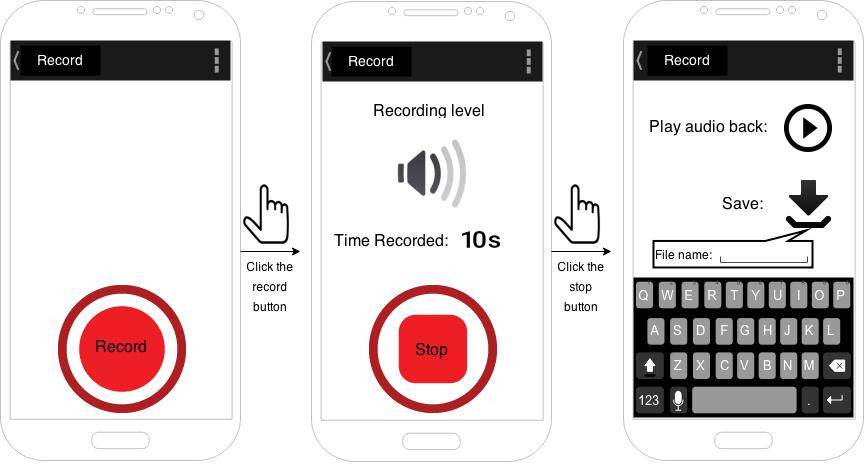 Record
Record
Click the
record
button
Record
Recording level
Time Recorded: 10s
Stop
Click the
stop
button
Record
Play audio back:
Save:
File name:
Q W E R T Y U I O P
A S D F G H J K L
Z X C V B N M
123 .